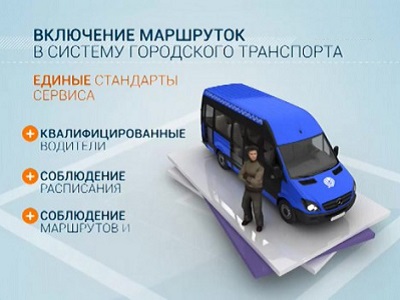 ВКЛЮЧЕНИЕ МАРШРУТОК
В СИСТЕМУ ГОРОДСКОГО ТРАНСПОРТА
ЕДИНЫЕ СТАНДАРТЫ
СЕРВИСА
КВАЛИФИЦИРОВАННЫЕ
ВОДИТЕЛИ
СОБЛЮДЕНИЕ
РАСПИСАНИЯ
СОБЛЮДЕНИЕ
МАРШРУТОВ И